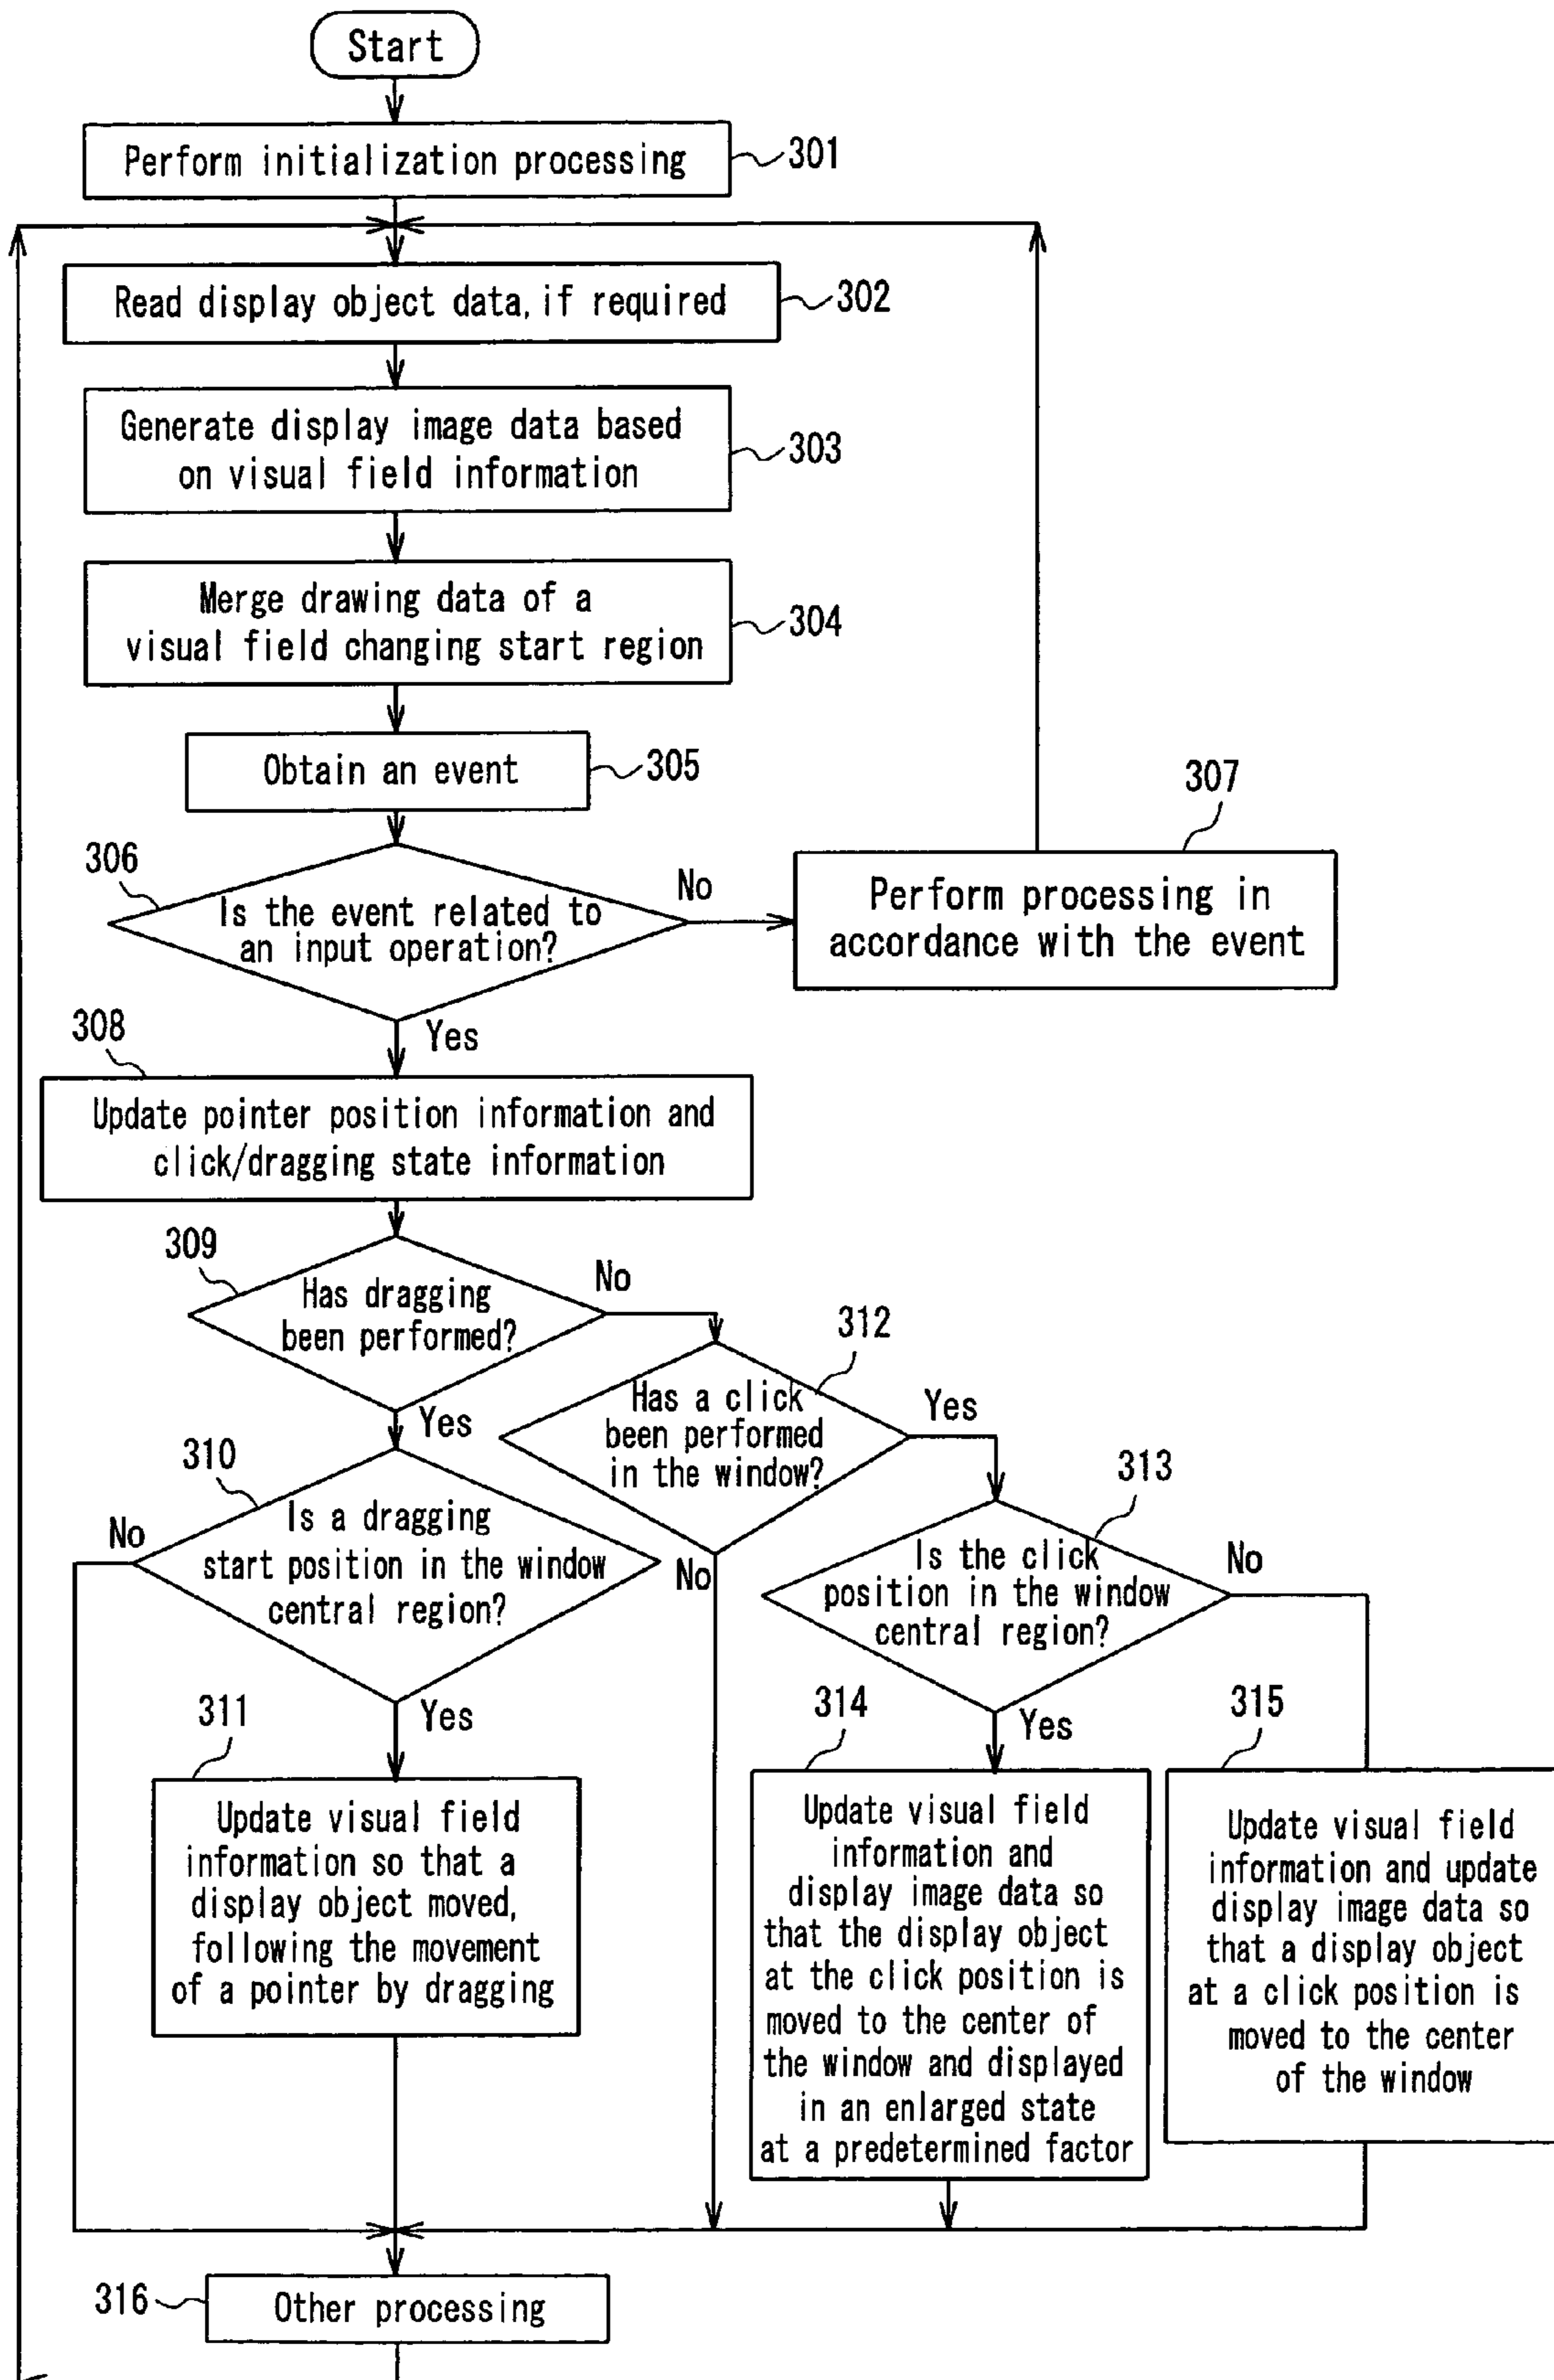 Start
Perform initialization processing
301
Read display object data, if required
302
Generate display image data based
on visual field information
303
Merge drawing data of a
visual field changing start region
304
Obtain an event
305
306
Is the event related to
an input operation?
No
307
Perform processing in
accordance with the event
Yes
308
Update pointer position information and
click/dragging state information
309
Has dragging
been performed?
No
Yes
312
Has a click
been performed
in the window?
Yes
No
310
Is a dragging
start position in the window
central region?
No
Yes
313
Is the click
position in the window
central region?
No
Yes
311
Update visual field
information so that a
display object moved,
following the movement
of a pointer by dragging
314
Update visual field
information and
display image data so
that the display object
at the click position is
moved to the center of
the window and displayed
in an enlarged state
at a predetermined factor
315
Update visual field
information and update
display image data so
that a display object
at a click position is
moved to the center
of the window
316
Other processing